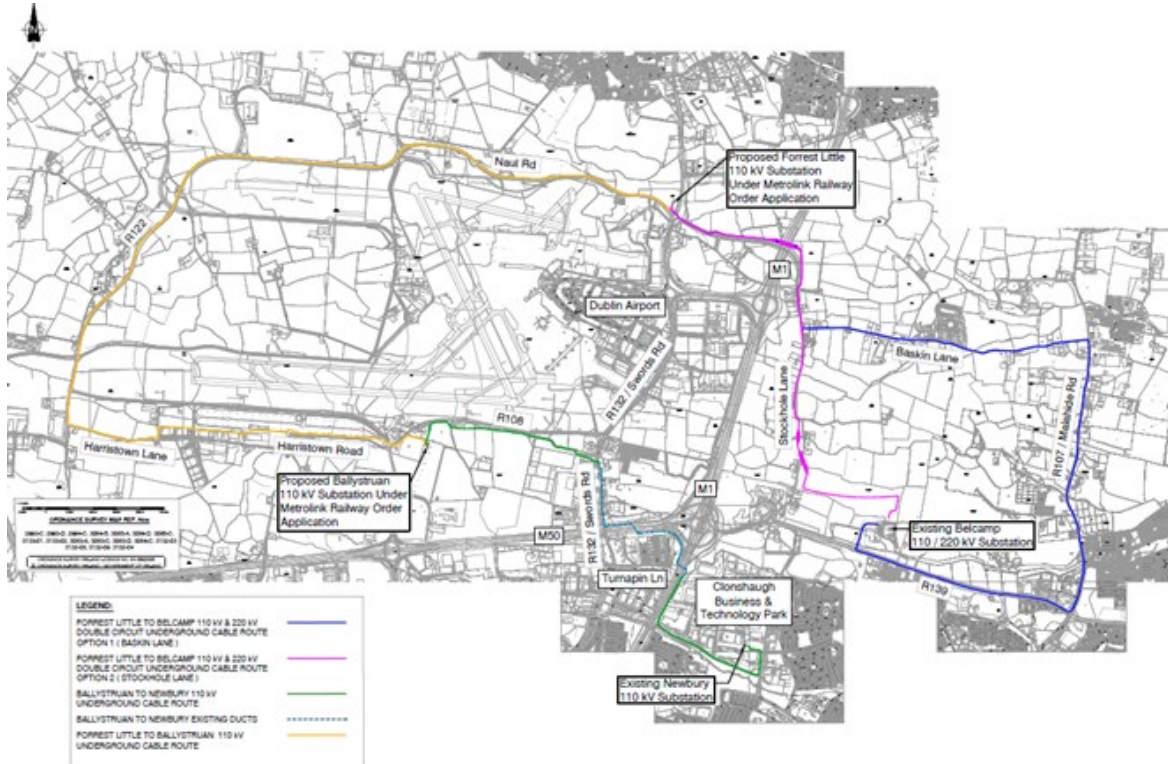 N
Naul Rd
Proposed Forrest Little
110 kV Substation
Under Metrolink Railway
Order Application
R122
M1
Dublin Airport
Baskin Lane
R132 / Swords Rd
Stockhole Lane
R107 / Malahide Rd
R108
Harristown Lane
Harristown Road
Proposed Ballystruan
110 kV Substation Under
Metrolink Railway Order
Application
M1
Existing Belcamp
110 / 220 kV Substation
M50
R132 / Swords Rd
R139
Turnapin Ln
Clonshaugh
Business &
Technology Park
Existing Newbury
110 kV Substation
ORDNANCE SURVEY MAP REF. Nos.
LEGEND:
FORREST LITTLE TO BELCAMP 110 kV & 220 kV
DOUBLE CIRCUIT UNDERGROUND CABLE ROUTE
OPTION 1 ( BASKIN LANE )
FORREST LITTLE TO BELCAMP 110 kV & 220 kV
DOUBLE CIRCUIT UNDERGROUND CABLE ROUTE
OPTION 2 ( STOCKHOLE LANE )
BALLYSTRUAN TO NEWBURY 110 kV
UNDERGROUND CABLE ROUTE
BALLYSTRUAN TO NEWBURY EXISTING DUCTS
FORREST LITTLE TO BALLYSTRUAN 110 kV
UNDERGROUND CABLE ROUTE